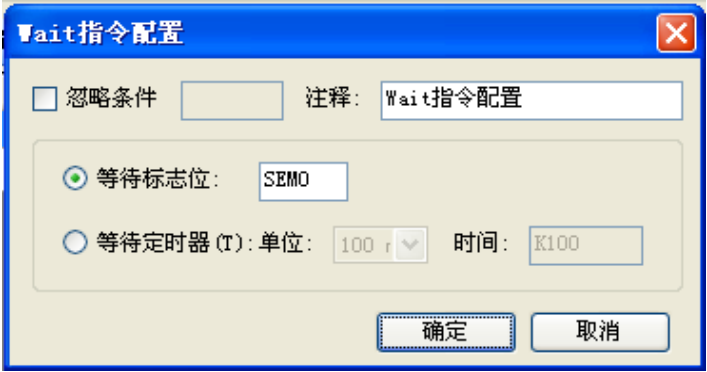 Wait指令配置
忽略条件 注释: Wait指令配置
等待标志位: SEM0
等待定时器(T):单位: 100 r 时间: K100
确定 取消